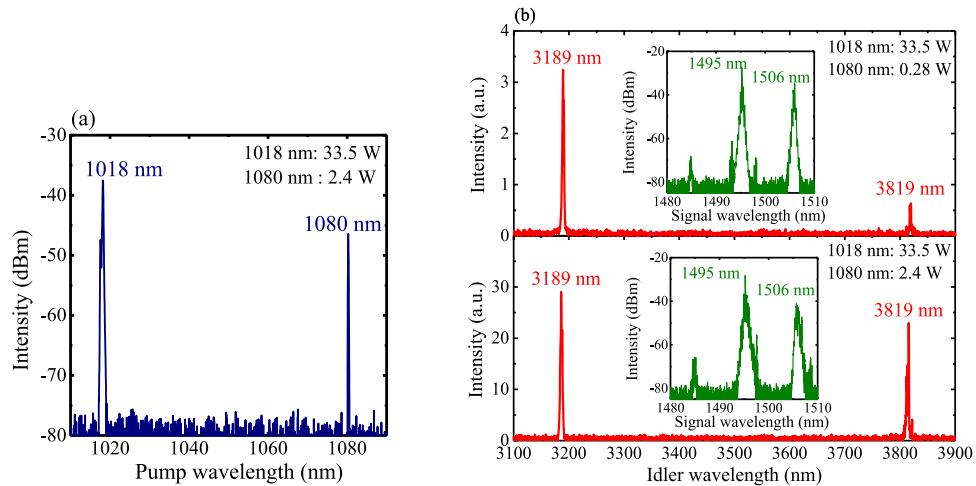 (a)
-30
-40
-50
-60
-70
-80
Intensity (dBm)
1018 nm
1018 nm: 33.5 W
1080 nm : 2.4 W
1080 nm
1020 1040 1060 1080
Pump wavelength (nm)
(b)
4
3
2
1
0
Intensity (a.u.)
3189 nm
1018 nm: 33.5 W
1080 nm: 0.28 W
3819 nm
-20
-40
-60
-80
Intensity (dBm)
1495 nm
1506 nm
1480 1490 1500 1510
Signal wavelength (nm)
30
20
10
0
Intensity (a.u.)
3189 nm
1018 nm: 33.5 W
1080 nm: 2.4 W
3819 nm
-20
-40
-60
-80
Intensity (dBm)
1495 nm
1506 nm
1480 1490 1500 1510
Signal wavelength (nm)
3100 3200 3300 3400 3500 3600 3700 3800 3900
Idler wavelength (nm)